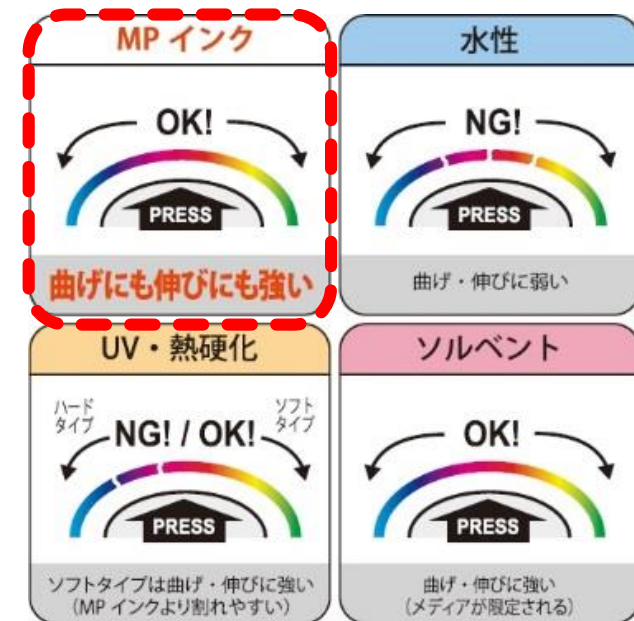 MP インク
OK!
PRESS
曲げにも伸びにも強い
水性
NG!
PRESS
曲げ・伸びに弱い
UV・熱硬化
ハード
タイプ
NG! / OK!
ソフト
タイプ
PRESS
ソフトタイプは曲げ・伸びに強い
（MP インクより割れやすい）
ソルベント
OK!
PRESS
曲げ・伸びに強い
（メディアが限定される）